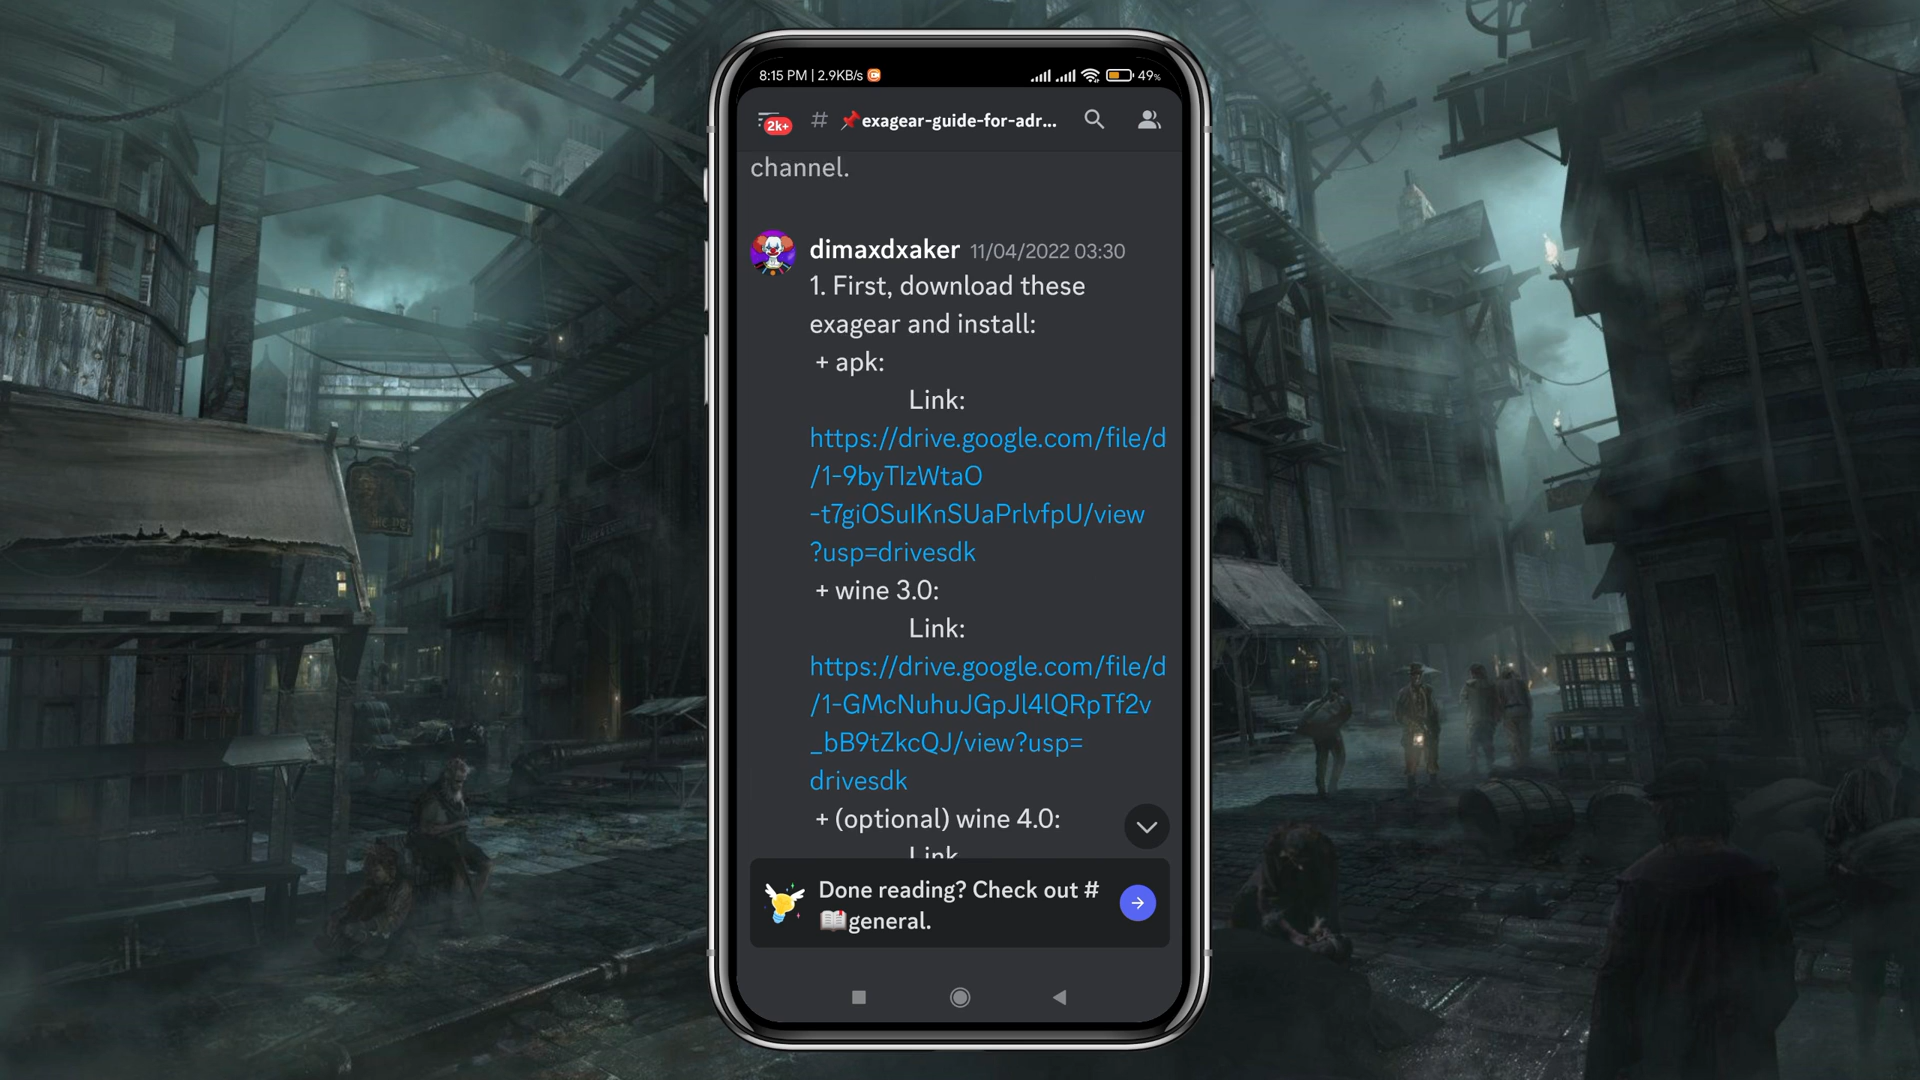 8:15 PM | 2.9KB/s 49%
2k+ # exagear-guide-for-adr...
channel.
dimaxdxaker 11/04/2022 03:30
1. First, download these
exagear and install:
+ apk:
Link:
https://drive.google.com/file/d
/1-9byTIzWtaO
-t7giOSuIKnSUaPrlvfpU/view
?usp=drivesdk
+ wine 3.0:
Link:
https://drive.google.com/file/d
/1-GMcNuhuJGpJl4lQRpTf2v
_bB9tZkcQJ/view?usp=
drivesdk
+ (optional) wine 4.0:
Link
Done reading? Check out #
general.